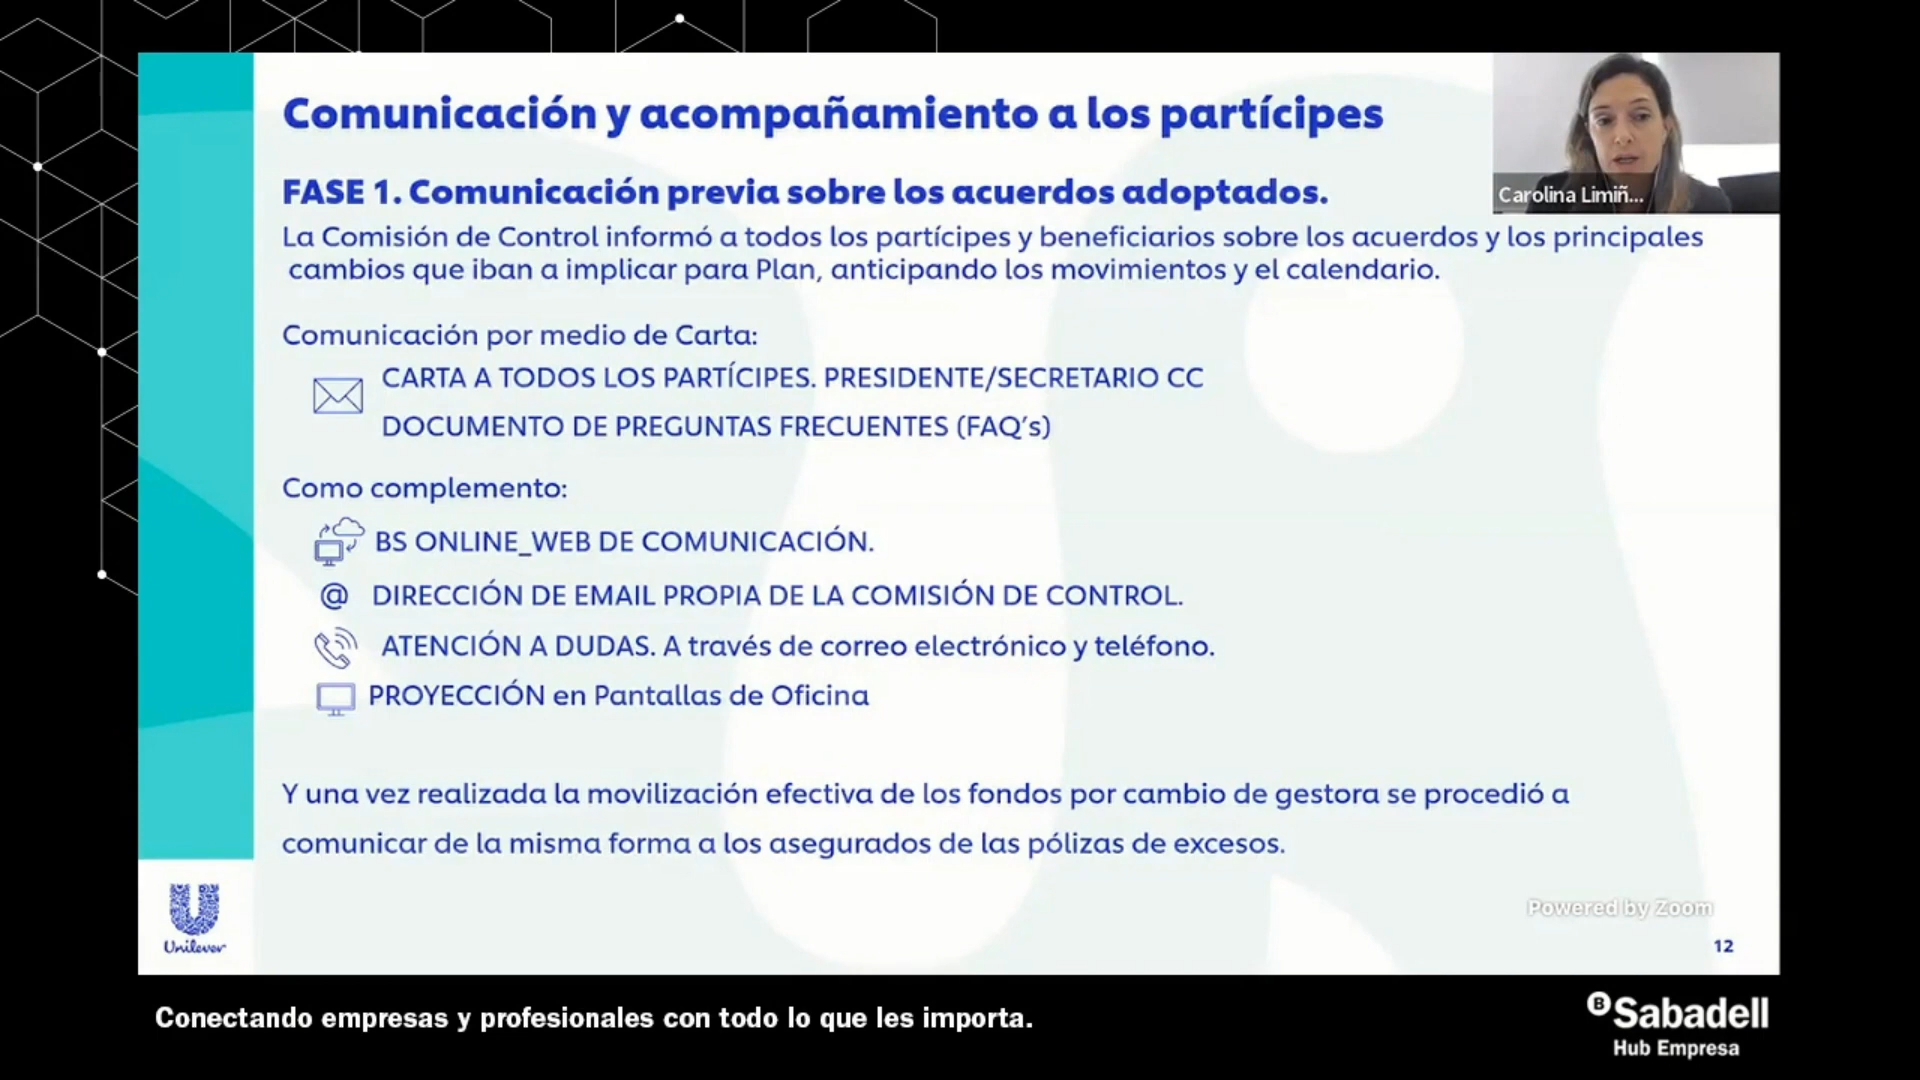 Comunicación y acompañamiento a los partícipes
FASE 1. Comunicación previa sobre los acuerdos adoptados.
La Comisión de Control informó a todos los partícipes y beneficiarios sobre los acuerdos y los principales
cambios que iban a implicar para Plan, anticipando los movimientos y el calendario.
Comunicación por medio de Carta:
CARTA A TODOS LOS PARTÍCIPES. PRESIDENTE/SECRETARIO CC
DOCUMENTO DE PREGUNTAS FRECUENTES (FAQ's)
Como complemento:
BS ONLINE_WEB DE COMUNICACIÓN.
@ DIRECCIÓN DE EMAIL PROPIA DE LA COMISIÓN DE CONTROL.
ATENCIÓN A DUDAS. A través de correo electrónico y teléfono.
PROYECCIÓN en Pantallas de Oficina
Y una vez realizada la movilización efectiva de los fondos por cambio de gestora se procedió a
comunicar de la misma forma a los asegurados de las pólizas de excesos.
Carolina Limiñ...
Unilever
Powered by Zoom
12
Conectando empresas y profesionales con todo lo que les importa.
B Sabadell
Hub Empresa